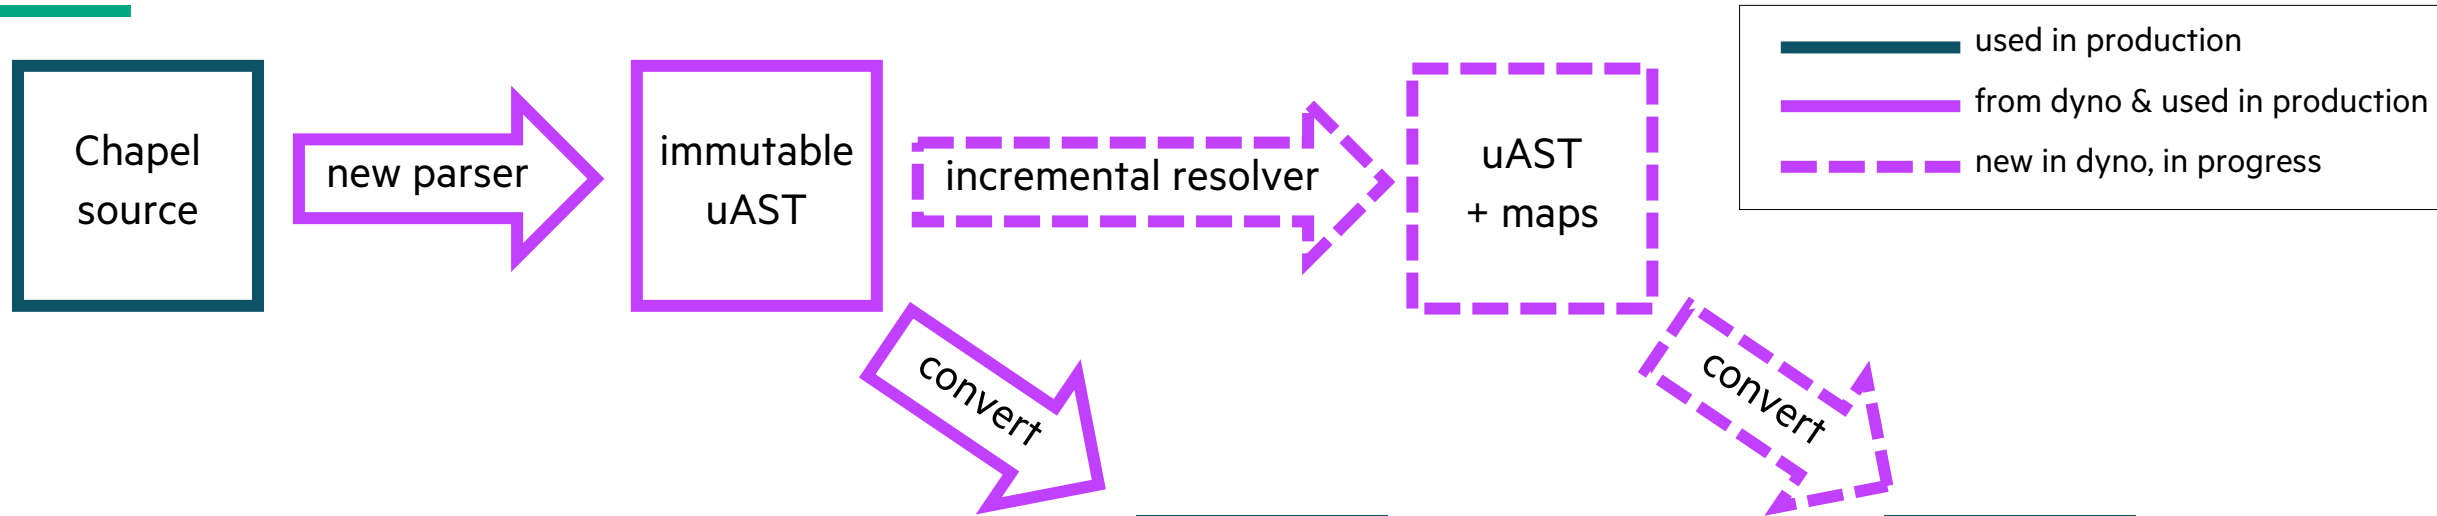 Chapel
source
new parser
immutable
uAST
incremental resolver
uAST
+ maps
used in production
from dyno & used in production
new in dyno, in progress
convert
convert